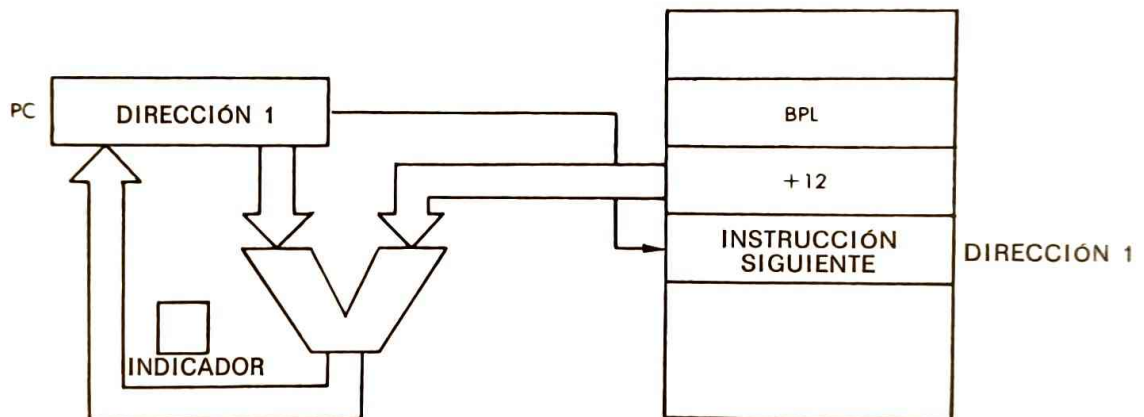 PC
DIRECCIÓN 1
BPL
+12
INSTRUCCIÓN
SIGUIENTE
DIRECCIÓN 1
INDICADOR